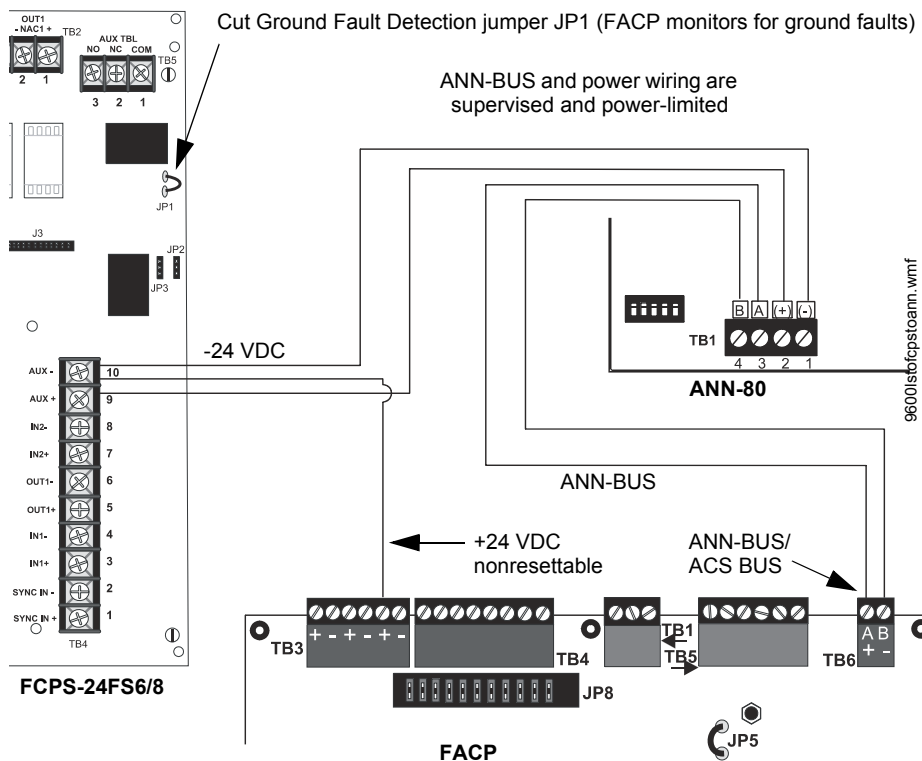 Cut Ground Fault Detection jumper JP1 (FACP monitors for ground faults)
OUT1
- NAC1 +
TB2
2 1
AUX TBL
NO NC COM
TB5
3 2 1
ANN-BUS and power wiring are
supervised and power-limited
JP1
J3
JP2
JP3
B A (+) (-)
TB1
4 3 2 1
ANN-80
9600lstofcpstoann.wmf
-24 VDC
AUX - 10
AUX + 9
IN2- 8
IN2+ 7
OUT1- 6
OUT1+ 5
IN1- 4
IN1+ 3
SYNC IN - 2
SYNC IN + 1
TB4
FCPS-24FS6/8
ANN-BUS
+24 VDC
nonresettable
ANN-BUS/
ACS BUS
TB3
+ - + - + -
TB4
TB1
TB5
TB6
A B
+ -
JP8
JP5
FACP